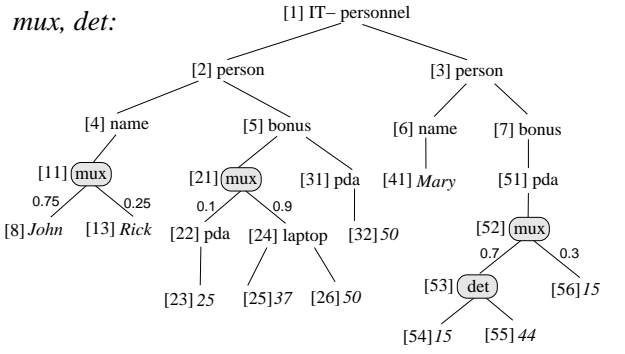 mux, det:
[1] IT– personnel
[2] person
[3] person
[4] name
[5] bonus
[6] name
[7] bonus
[11] mux
[21] mux
[31] pda
[41] Mary
[51] pda
0.75
0.25
0.1
0.9
[8] John
[13] Rick
[22] pda
[24] laptop
[32] 50
[52] mux
0.7
0.3
[23] 25
[25] 37
[26] 50
[53] det
[56] 15
[54] 15
[55] 44